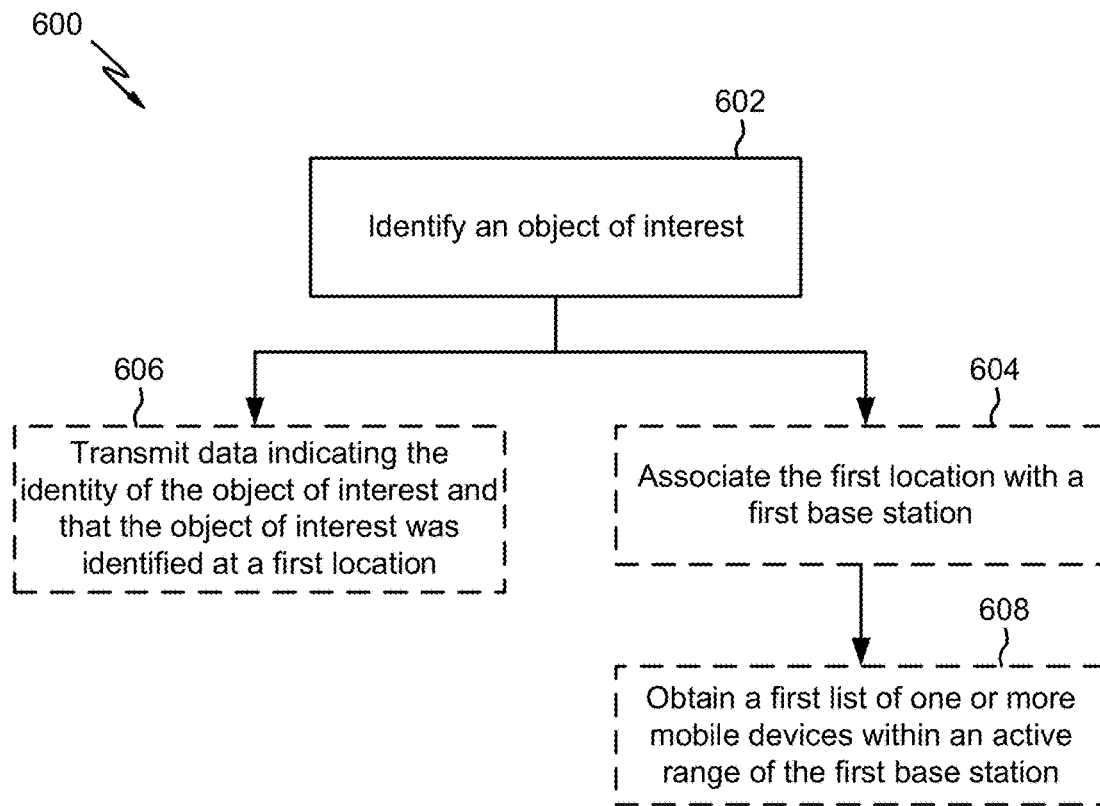 600
602
Identify an object of interest
606
Transmit data indicating the
identity of the object of interest and
that the object of interest was
identified at a first location
604
Associate the first location with a
first base station
608
Obtain a first list of one or more
mobile devices within an active
range of the first base station